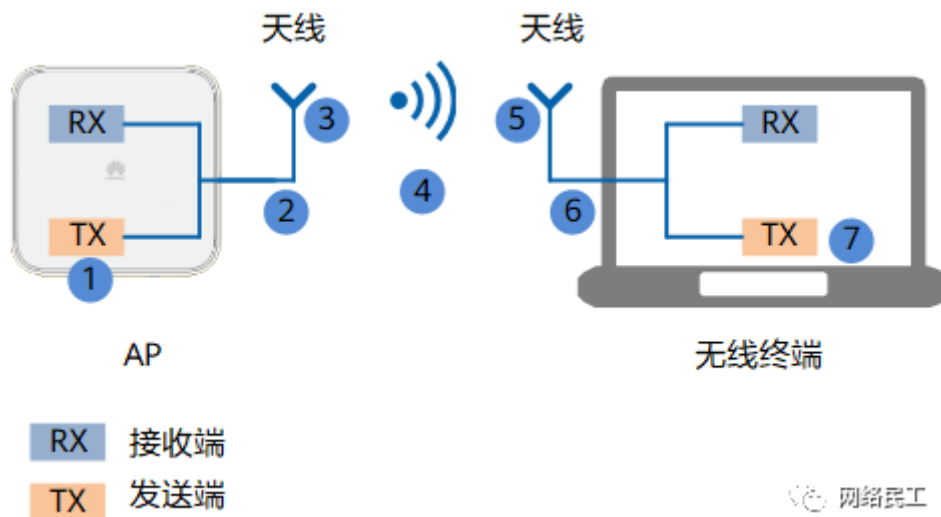 天线 天线
RX 3 5 RX
2 4 6
TX TX 7
1
AP 无线终端
RX 接收端
TX 发送端
网络民工